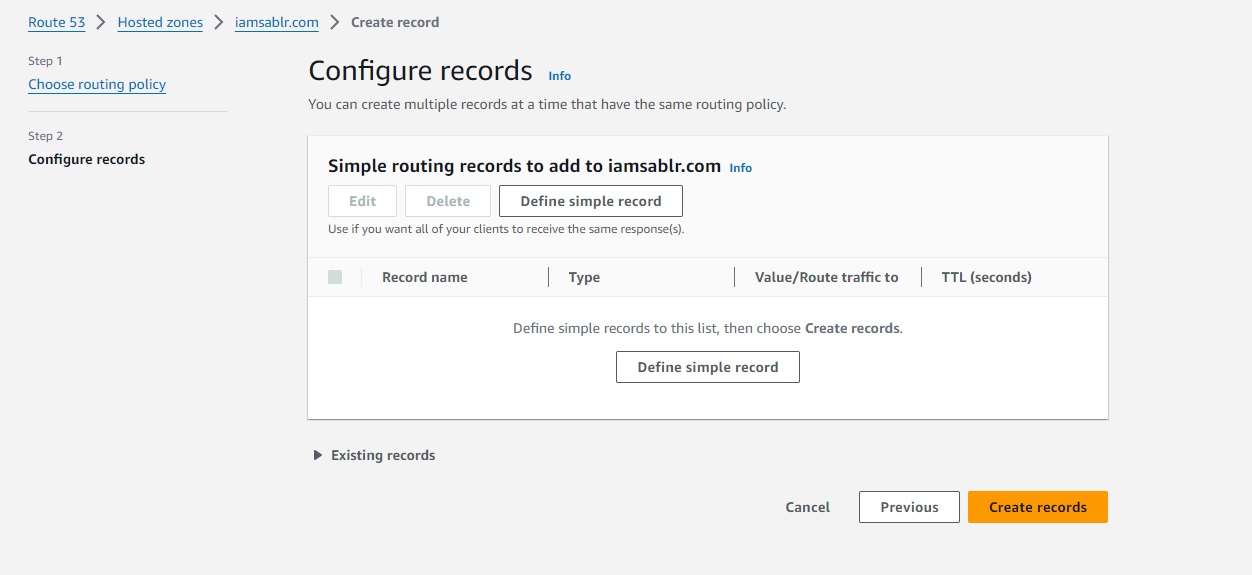 Route 53 Hosted zones iamsablr.com Create record
Step 1
Choose routing policy
Step 2
Configure records
Configure records Info
You can create multiple records at a time that have the same routing policy.
Simple routing records to add to iamsablr.com Info
Edit Delete Define simple record
Use if you want all of your clients to receive the same response(s).
Record name Type Value/Route traffic to TTL (seconds)
Define simple records to this list, then choose Create records.
Define simple record
Existing records
Cancel Previous Create records